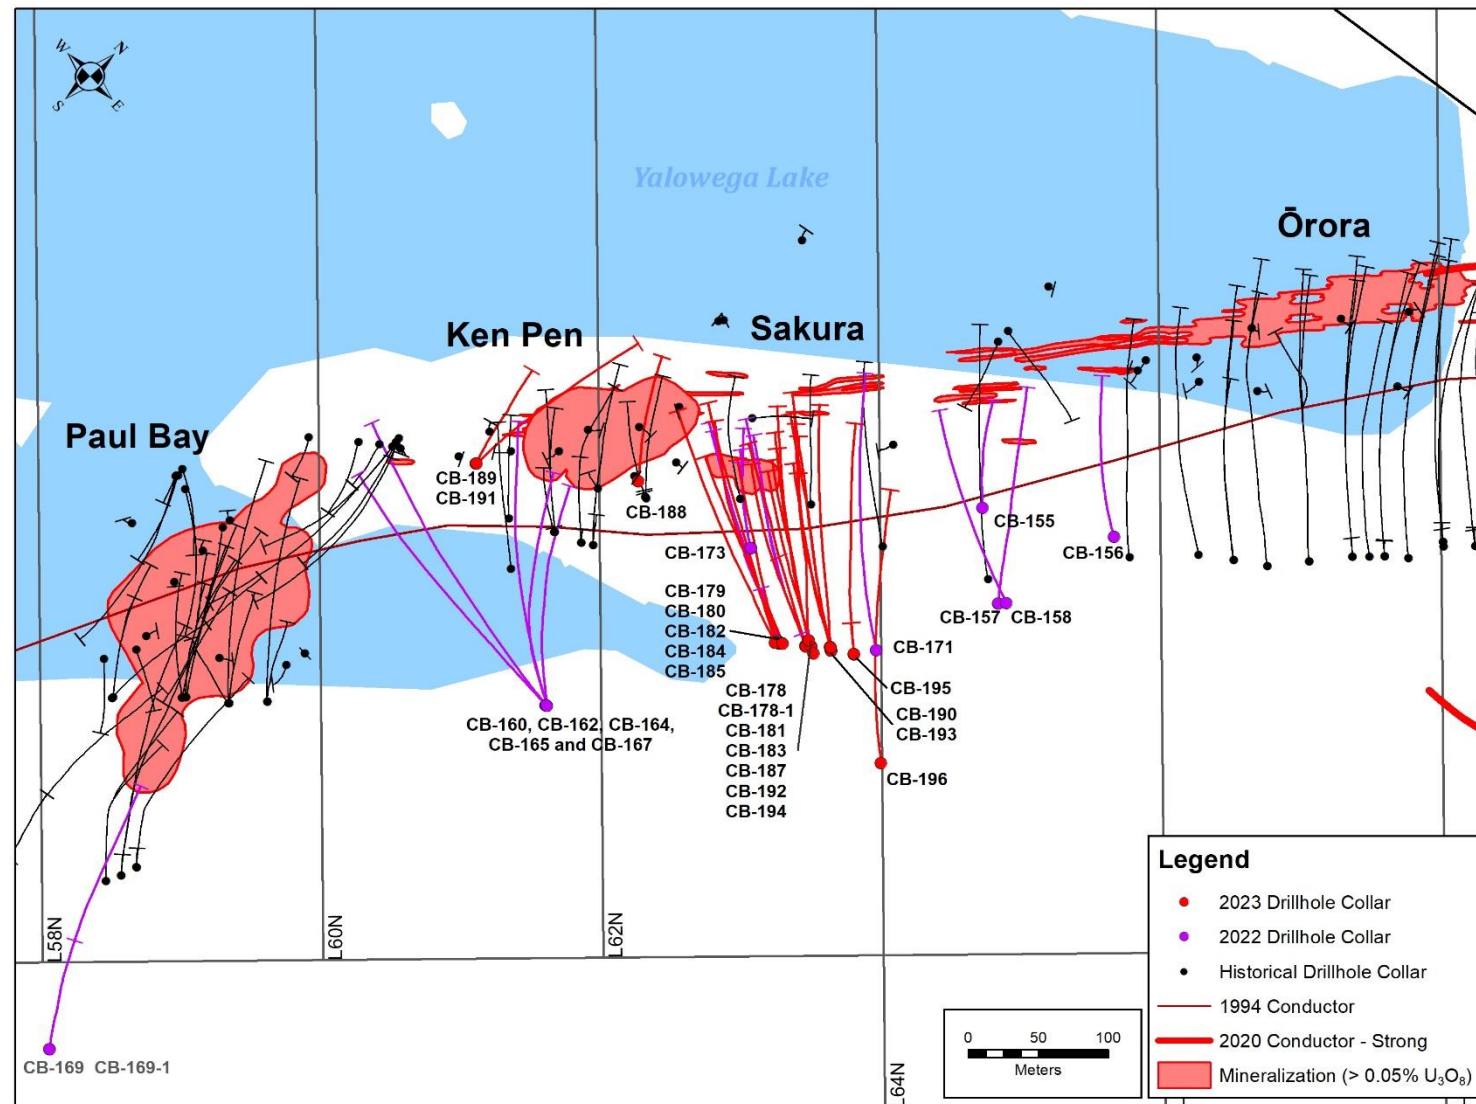 W
N
S
E
Yalowega Lake
Ōrora
Sakura
Ken Pen
Paul Bay
CB-189
CB-191
CB-188
CB-155
CB-156
CB-173
CB-179
CB-180
CB-182
CB-184
CB-185
CB-157
CB-158
CB-171
CB-195
CB-178
CB-178-1
CB-181
CB-183
CB-187
CB-192
CB-194
CB-190
CB-193
CB-160, CB-162, CB-164,
CB-165 and CB-167
CB-196
L58N
L60N
L62N
L64N
CB-169 CB-169-1
0 50 100
Meters
Legend
2023 Drillhole Collar
2022 Drillhole Collar
Historical Drillhole Collar
1994 Conductor
2020 Conductor - Strong
Mineralization (> 0.05% U₃O₈)